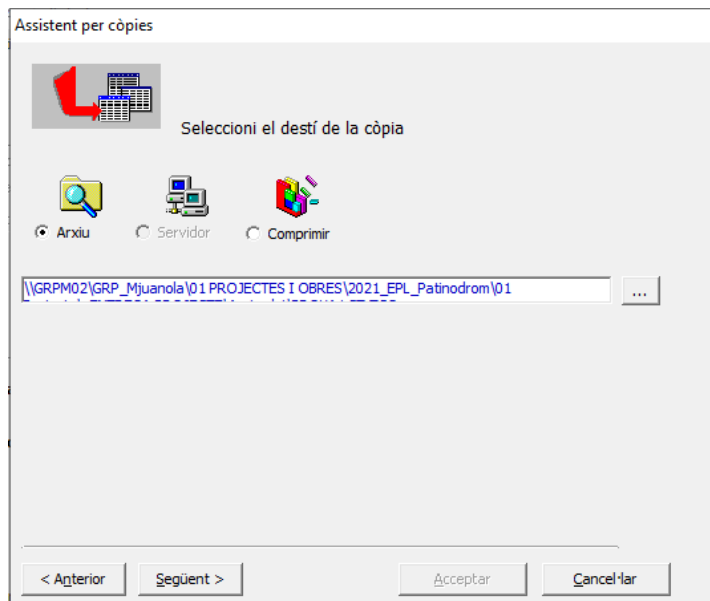 Assistent per còpies
Seleccioni el destí de la còpia
Arxiu
Servidor
Comprimir
\\GRPM02\GRP_Mjuanola\01 PROJECTES I OBRES\2021_EPL_Patinodrom\01
...
< Anterior
Següent >
Acceptar
Cancel·lar